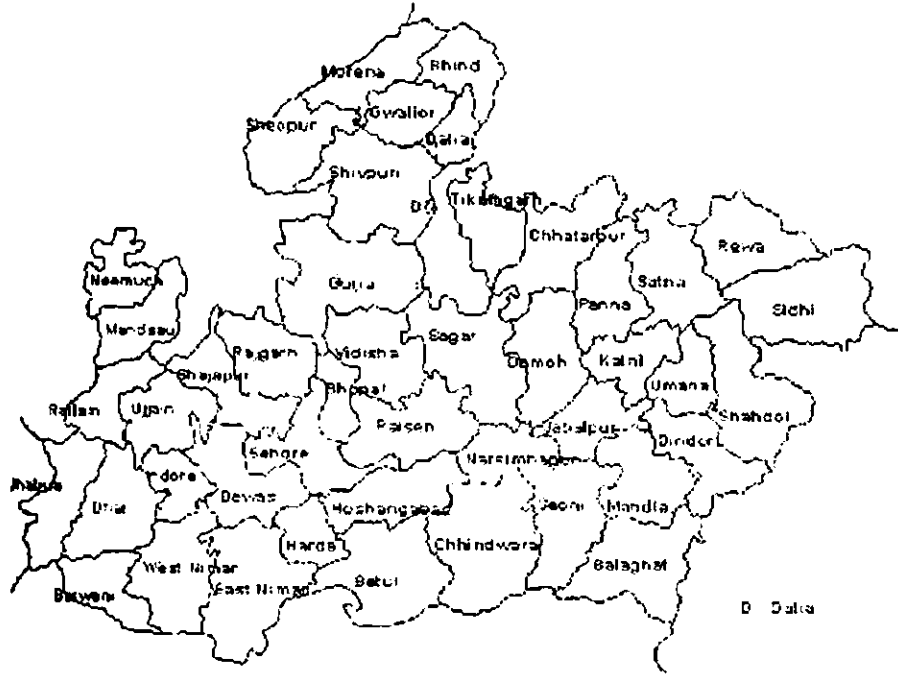 Bhind
Morena
Gwalior
Sheopur
Datia
Shivpuri
D
Tikamgarh
Chhatarpur
Rewa
Neemuch
Guna
Satna
Panna
Sidhi
Mandsau
Sagar
Rajgarh
Vidisha
Damoh
Katni
Shajapur
Umaria
Bhopal
Ratlam
Ujjain
Shahdol
Raisen
Jabalpur
Dindori
Sehore
Narsimhapur
Jhabua
Indore
Dewas
Dhar
Hoshangabad
Seoni
Mandla
Harda
Chhindwara
West Nimar
Balaghat
Betul
East Nimar
Barwani
D Datia